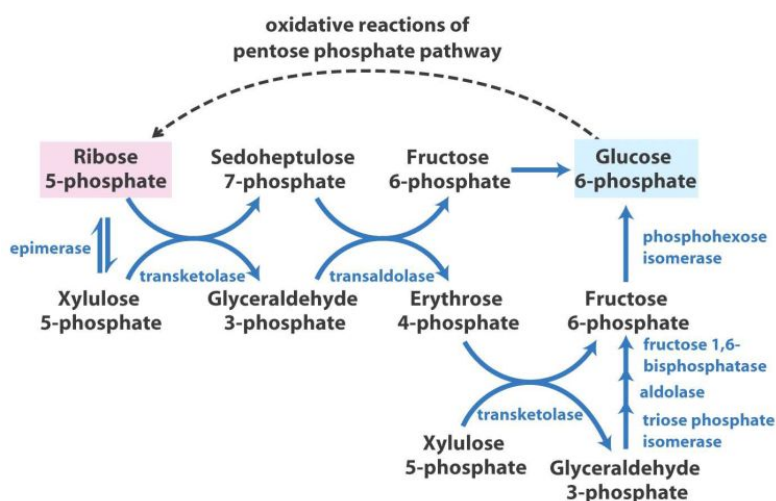 oxidative reactions of
pentose phosphate pathway
Ribose
5-phosphate
Sedoheptulose
7-phosphate
Fructose
6-phosphate
Glucose
6-phosphate
epimerase
transketolase
transaldolase
phosphohexose
isomerase
Xylulose
5-phosphate
Glyceraldehyde
3-phosphate
Erythrose
4-phosphate
Fructose
6-phosphate
fructose 1,6-
bisphosphatase
aldolase
transketolase
triose phosphate
isomerase
Xylulose
5-phosphate
Glyceraldehyde
3-phosphate